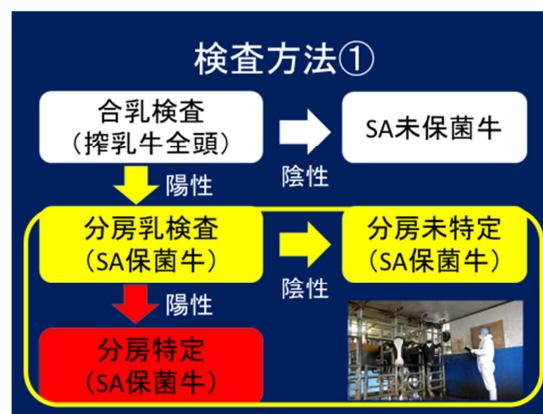 検査方法①
合乳検査
(搾乳牛全頭)
SA未保菌牛
陽性
陰性
分房乳検査
(SA保菌牛)
分房未特定
(SA保菌牛)
陽性
陰性
分房特定
(SA保菌牛)